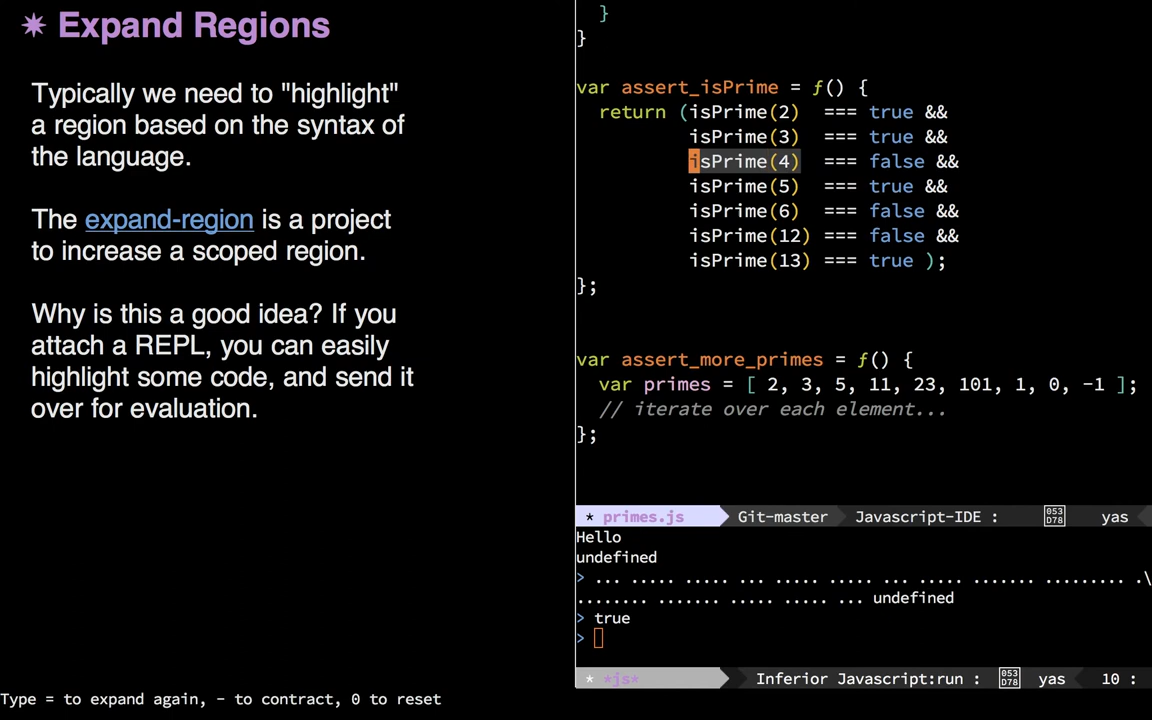 ✷ Expand Regions
Typically we need to "highlight"
a region based on the syntax of
the language.
The expand-region is a project
to increase a scoped region.
Why is this a good idea? If you
attach a REPL, you can easily
highlight some code, and send it
over for evaluation.
}
}
var assert_isPrime = ƒ() {
return (isPrime(2) === true &&
isPrime(3) === true &&
isPrime(4) === false &&
isPrime(5) === true &&
isPrime(6) === false &&
isPrime(12) === false &&
isPrime(13) === true );
};
var assert_more_primes = ƒ() {
var primes = [ 2, 3, 5, 11, 23, 101, 1, 0, −1 ];
// iterate over each element...
};
* primes.js Git-master Javascript-IDE : 053 D78 yas
Hello
undefined
> ... ..... ..... ... ..... ..... ... ..... ....... ......... .\
........ ....... ..... ..... ... undefined
> true
>
* *js* Inferior Javascript:run : 053 D78 yas 10 :
Type = to expand again, - to contract, 0 to reset